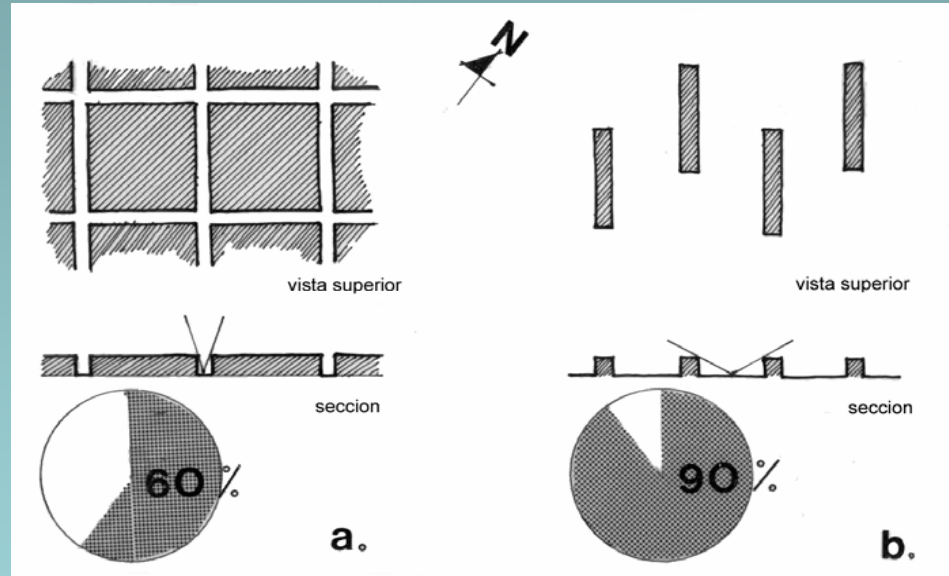 N
vista superior
vista superior
seccion
seccion
60 %
90 %
a.
b.